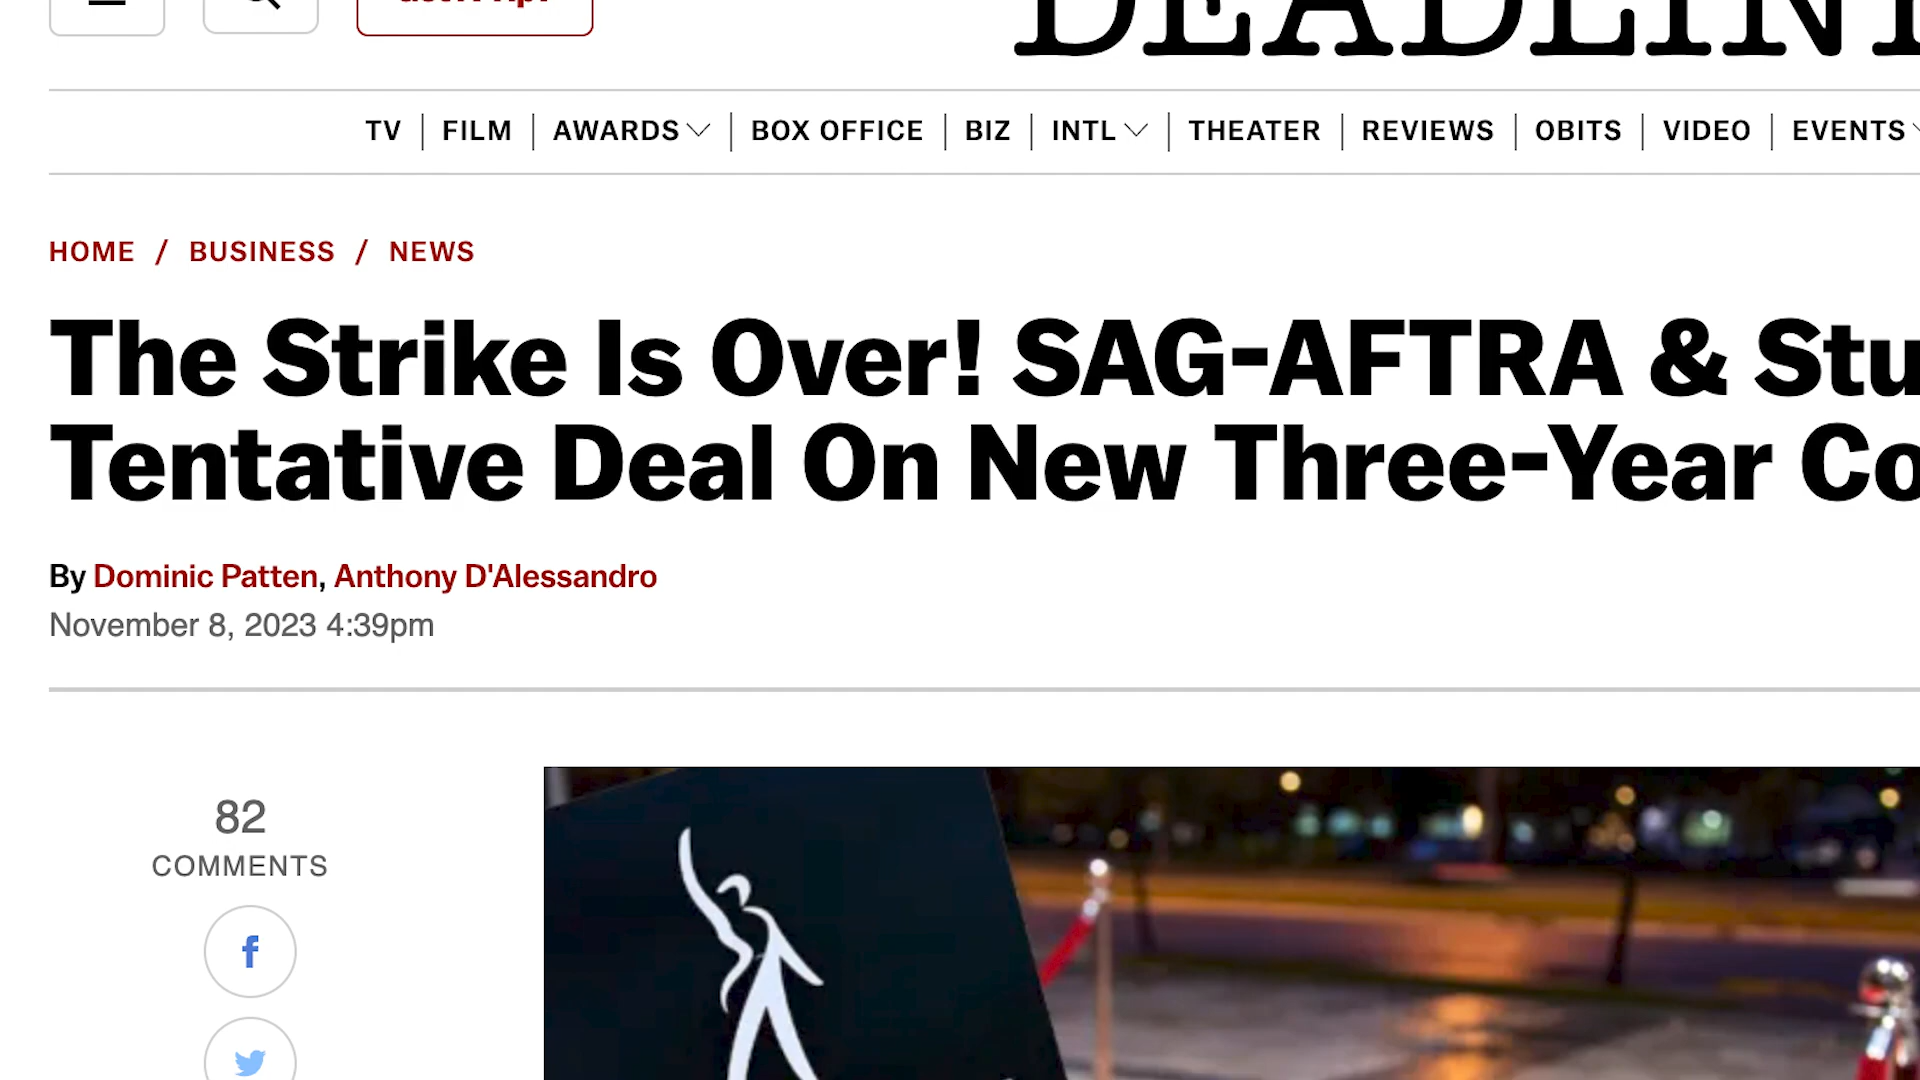 DEADLIN
TV | FILM | AWARDS | BOX OFFICE | BIZ | INTL | THEATER | REVIEWS | OBITS | VIDEO | EVENTS
HOME / BUSINESS / NEWS
The Strike Is Over! SAG-AFTRA & Stu
Tentative Deal On New Three-Year Co
By Dominic Patten, Anthony D'Alessandro
November 8, 2023 4:39pm
82
COMMENTS